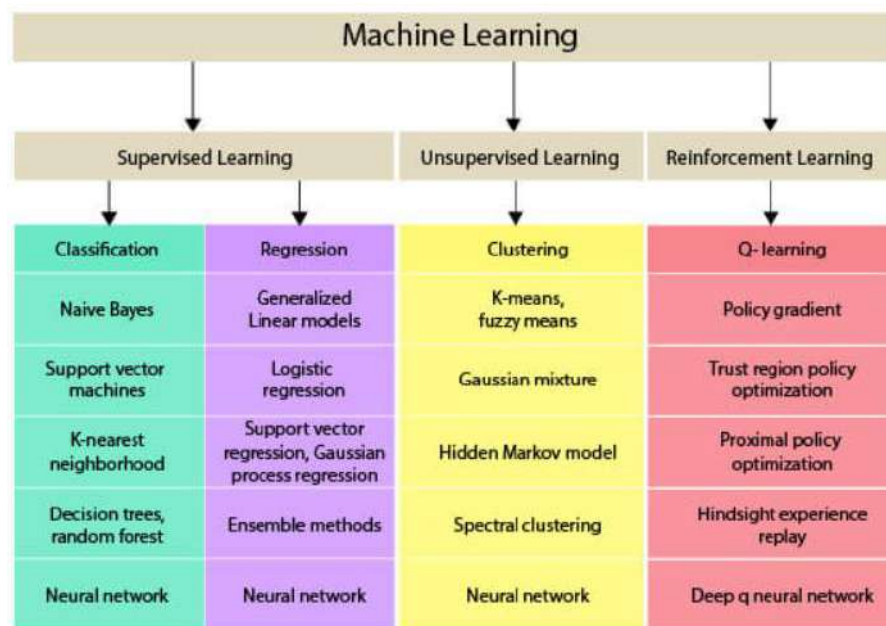 Machine Learning
Supervised Learning
Unsupervised Learning
Reinforcement Learning
Classification
Regression
Clustering
Q- learning
Naive Bayes
Generalized
Linear models
K-means,
fuzzy means
Policy gradient
Support vector
machines
Logistic
regression
Gaussian mixture
Trust region policy
optimization
K-nearest
neighborhood
Support vector
regression, Gaussian
process regression
Hidden Markov model
Proximal policy
optimization
Decision trees,
random forest
Ensemble methods
Spectral clustering
Hindsight experience
replay
Neural network
Neural network
Neural network
Deep q neural network